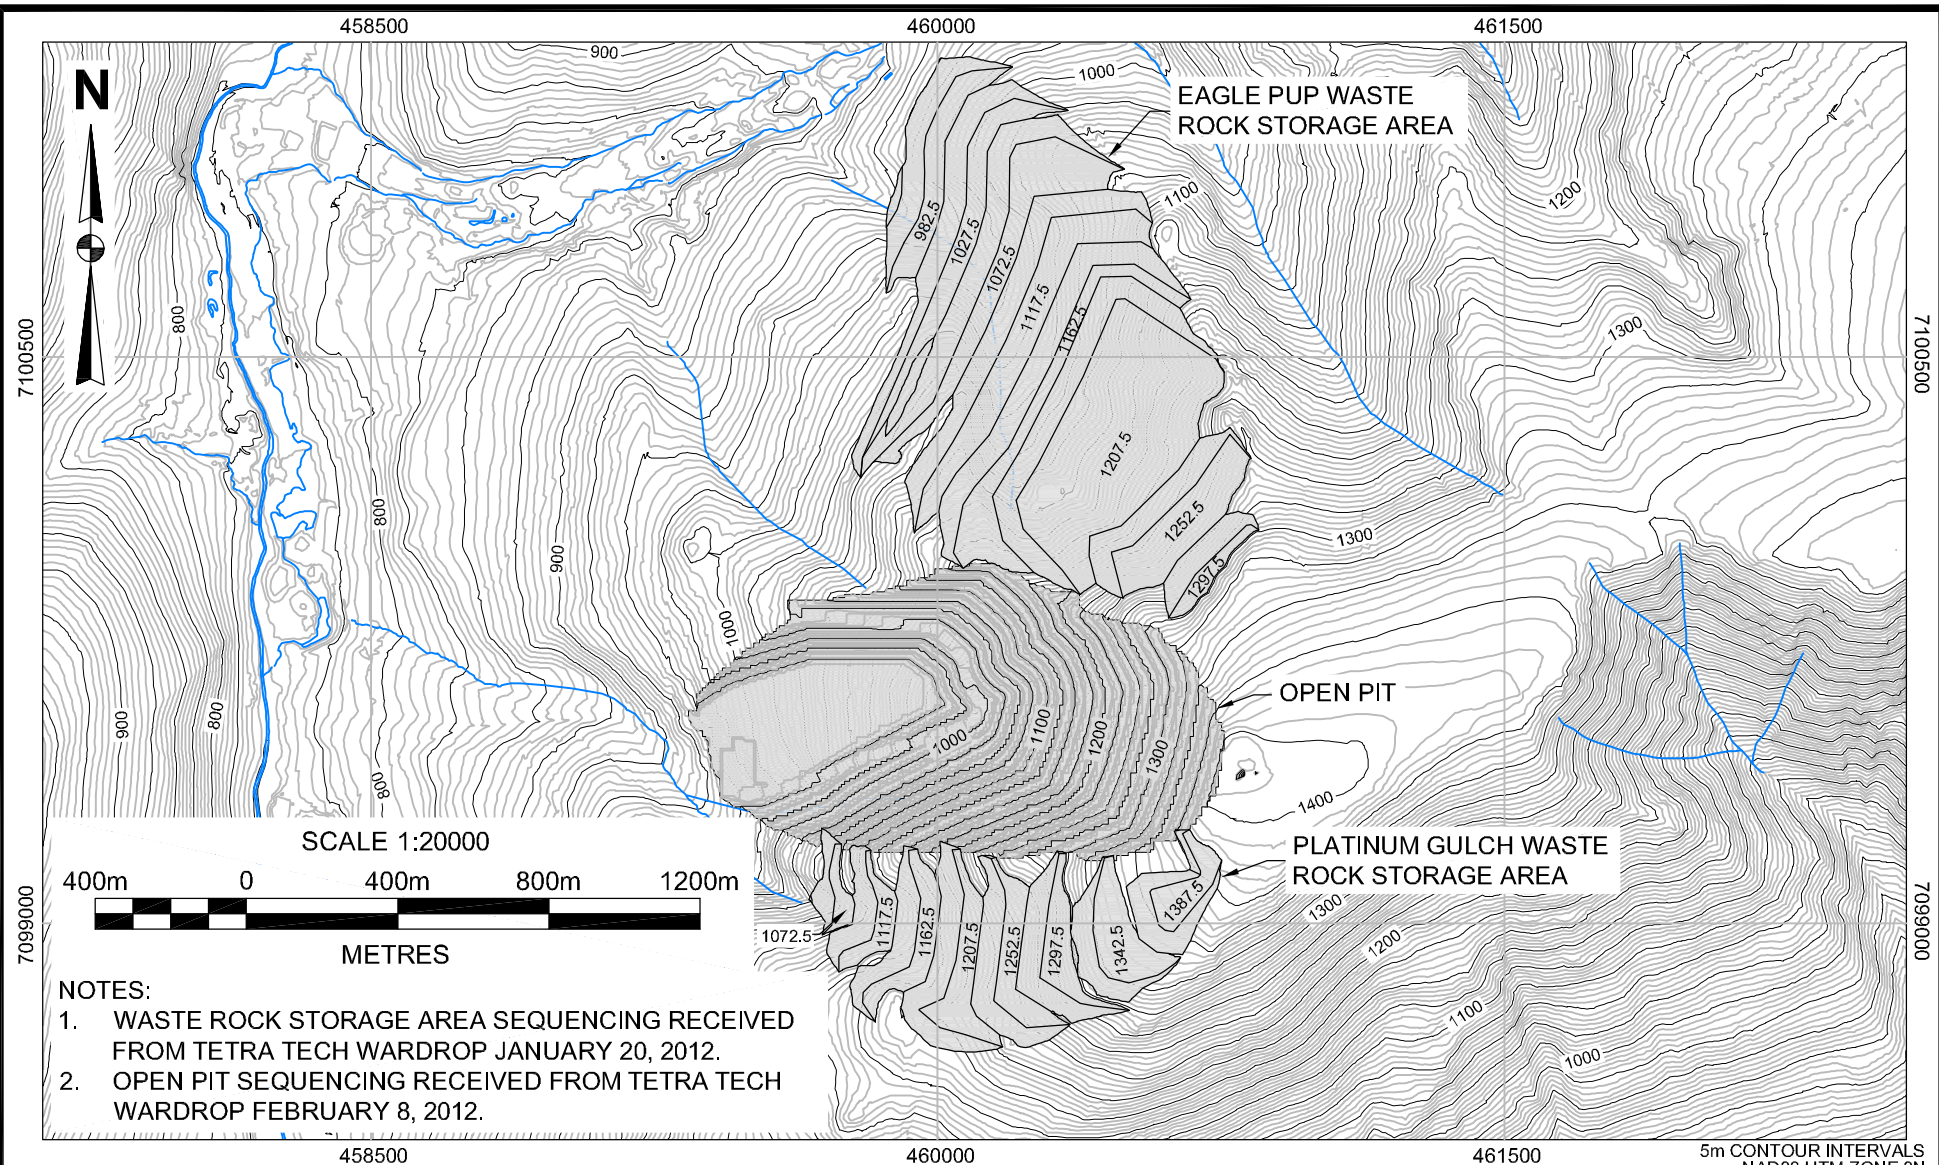 458500 460000 461500
N
900
1000
EAGLE PUP WASTE
ROCK STORAGE AREA
1100
1200
982.5
1027.5
1072.5
1117.5
1162.5
800
1300
7100500 7100500
1207.5
800
1252.5
1300
900
1297.5
1000
OPEN PIT
900
800
1000
1100
1200
1300
800
1400
SCALE 1:20000
400m 0 400m 800m 1200m
METRES
PLATINUM GULCH WASTE
ROCK STORAGE AREA
1387.5
1300
7099000 7099000
1072.5
1117.5
1162.5
1207.5
1252.5
1297.5
1342.5
1200
1100
1000
NOTES:
1. WASTE ROCK STORAGE AREA SEQUENCING RECEIVED
FROM TETRA TECH WARDROP JANUARY 20, 2012.
2. OPEN PIT SEQUENCING RECEIVED FROM TETRA TECH
WARDROP FEBRUARY 8, 2012.
458500 460000 461500
5m CONTOUR INTERVALS